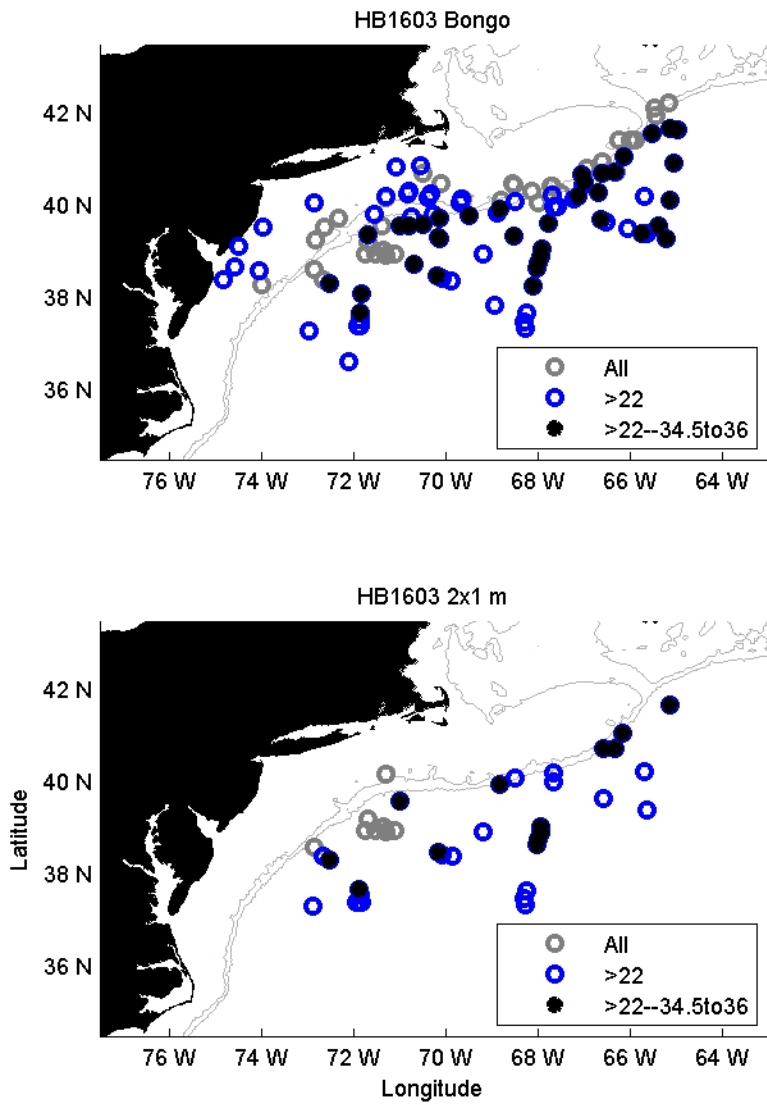 HB1603 Bongo
42 N
40 N
38 N
36 N
All
>22
>22--34.5to36
76 W 74 W 72 W 70 W 68 W 66 W 64 W
HB1603 2x1 m
42 N
40 N
38 N
36 N
Latitude
All
>22
>22--34.5to36
76 W 74 W 72 W 70 W 68 W 66 W 64 W
Longitude